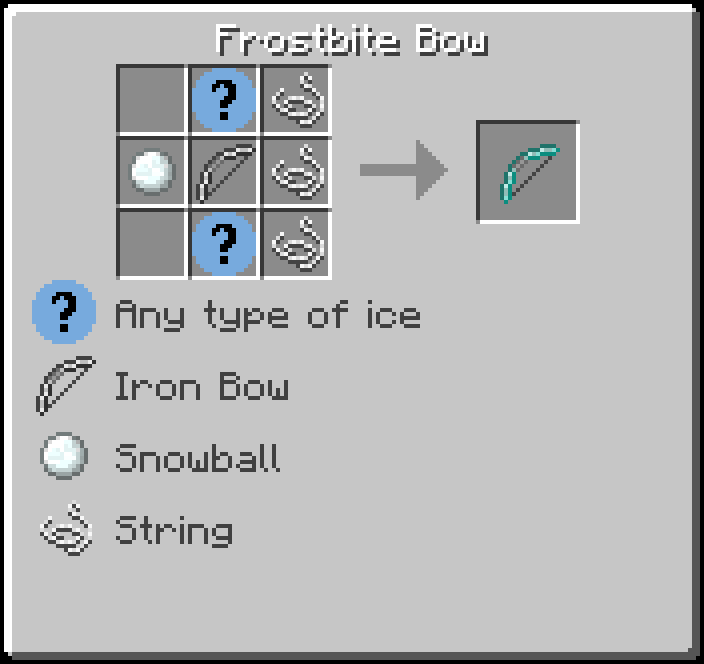 Frostbite Bow
?
?
? Any type of ice
Iron Bow
Snowball
String